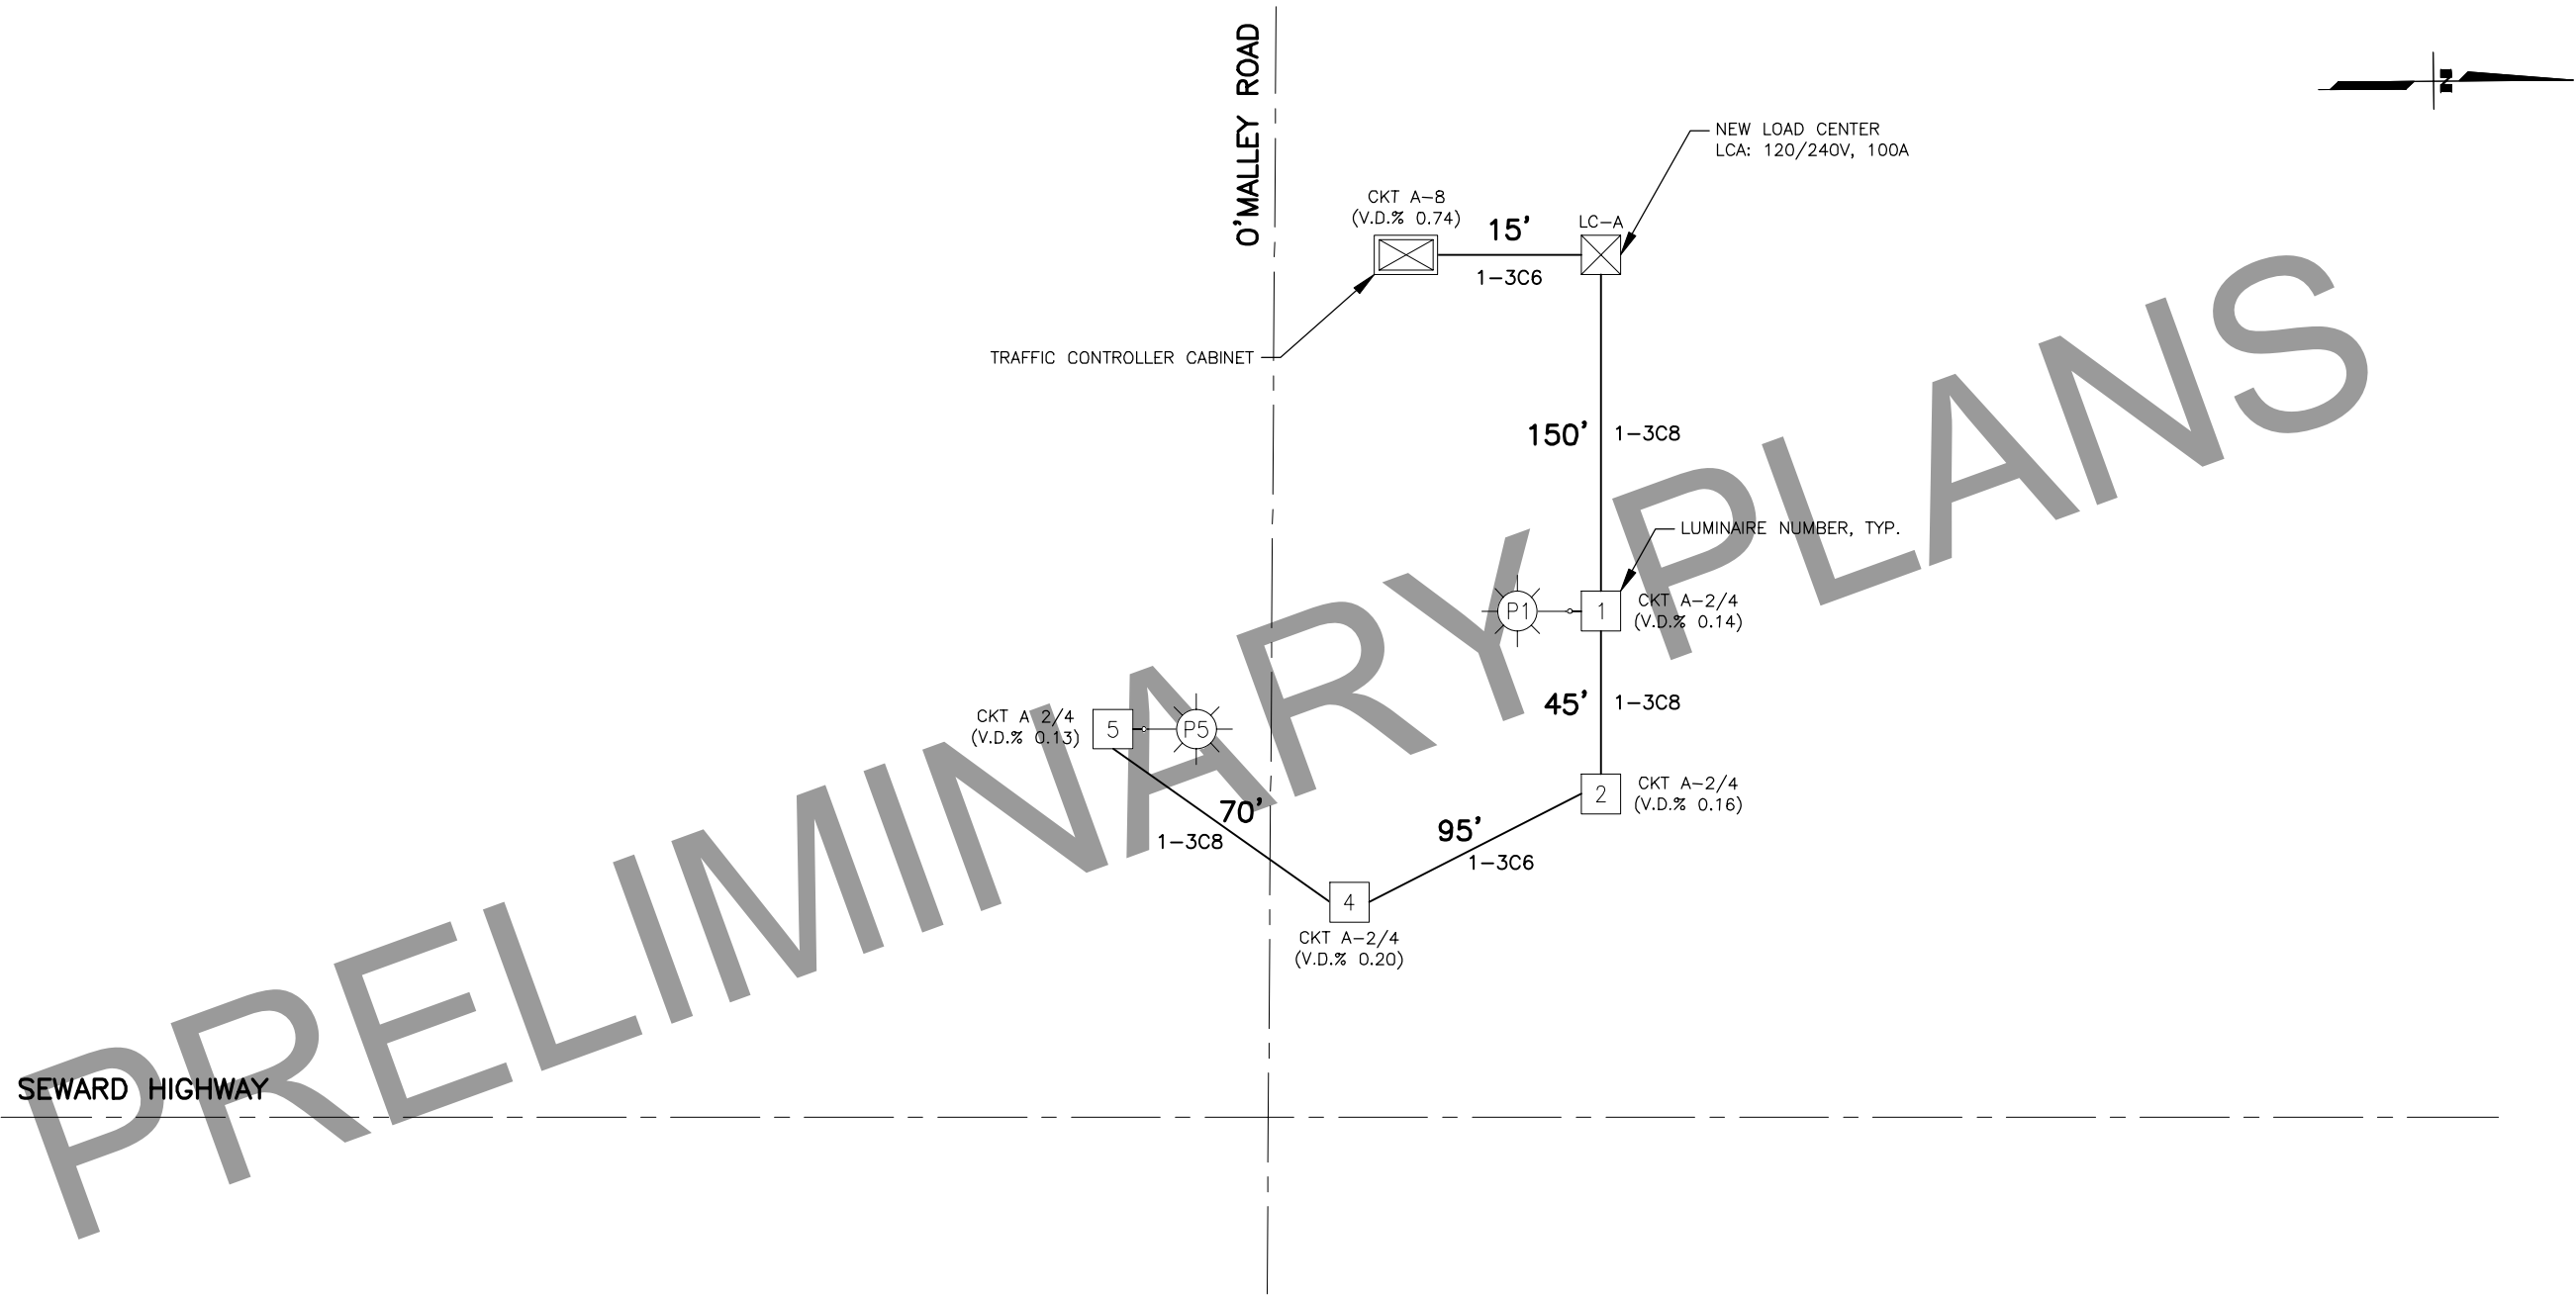 O'MALLEY ROAD
N
NEW LOAD CENTER
LCA: 120/240V, 100A
CKT A-8
(V.D.% 0.74)
15'
1-3C6
LC-A
TRAFFIC CONTROLLER CABINET
150'
1-3C8
LUMINAIRE NUMBER, TYP.
P1
1
CKT A-2/4
(V.D.% 0.14)
45'
1-3C8
CKT A 2/4
(V.D.% 0.13)
5
P5
2
CKT A-2/4
(V.D.% 0.16)
70'
1-3C8
95'
1-3C6
4
CKT A-2/4
(V.D.% 0.20)
SEWARD HIGHWAY
PRELIMINARY PLANS